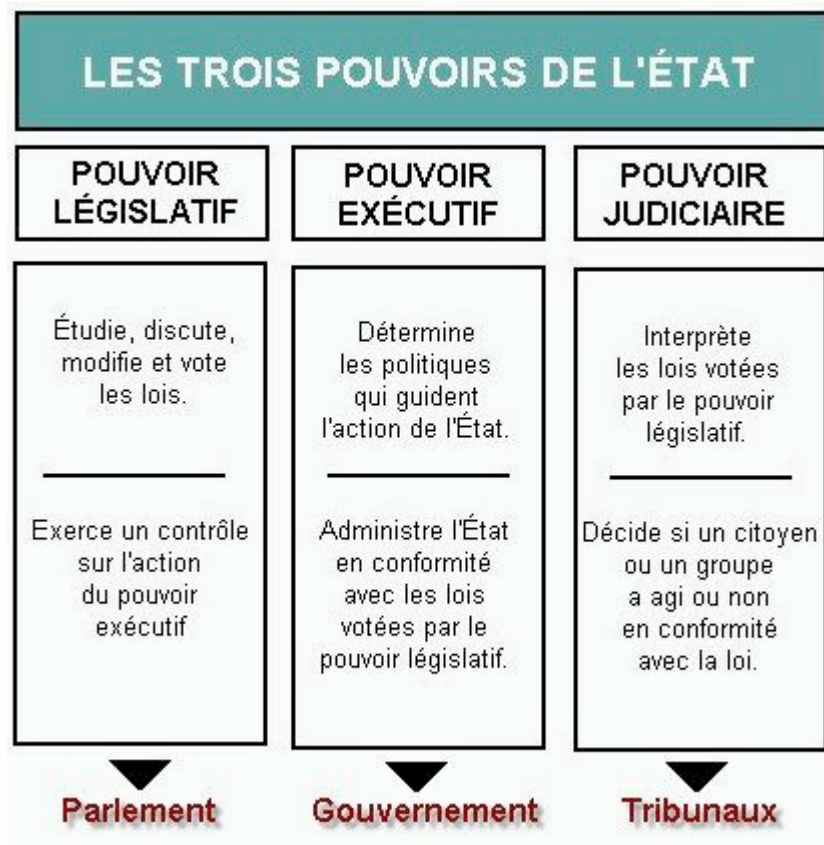 LES TROIS POUVOIRS DE L'ÉTAT
POUVOIR
LÉGISLATIF
Étudie, discute,
modifie et vote
les lois.
Exerce un contrôle
sur l'action
du pouvoir
exécutif
Parlement
POUVOIR
EXÉCUTIF
Détermine
les politiques
qui guident
l'action de l'État.
Administre l'État
en conformité
avec les lois
votées par le
pouvoir législatif.
Gouvernement
POUVOIR
JUDICIAIRE
Interprète
les lois votées
par le pouvoir
législatif.
Décide si un citoyen
ou un groupe
a agi ou non
en conformité
avec la loi.
Tribunaux